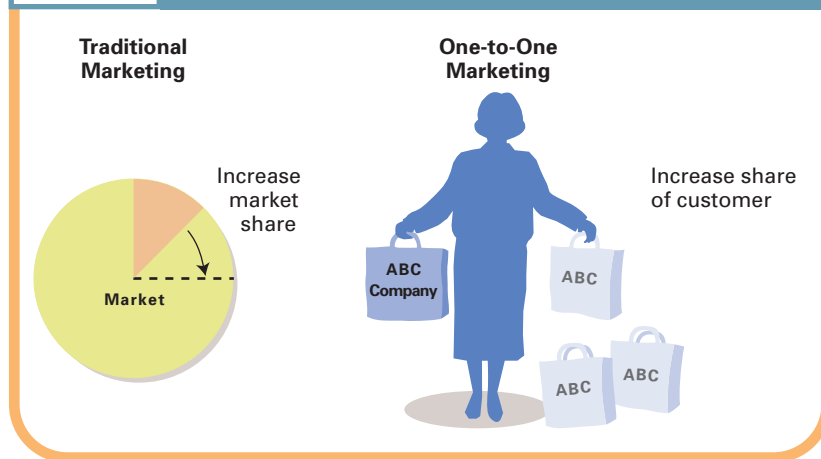 Traditional
Marketing
Increase
market
share
Market
One-to-One
Marketing
Increase share
of customer
ABC
Company
ABC
ABC
ABC